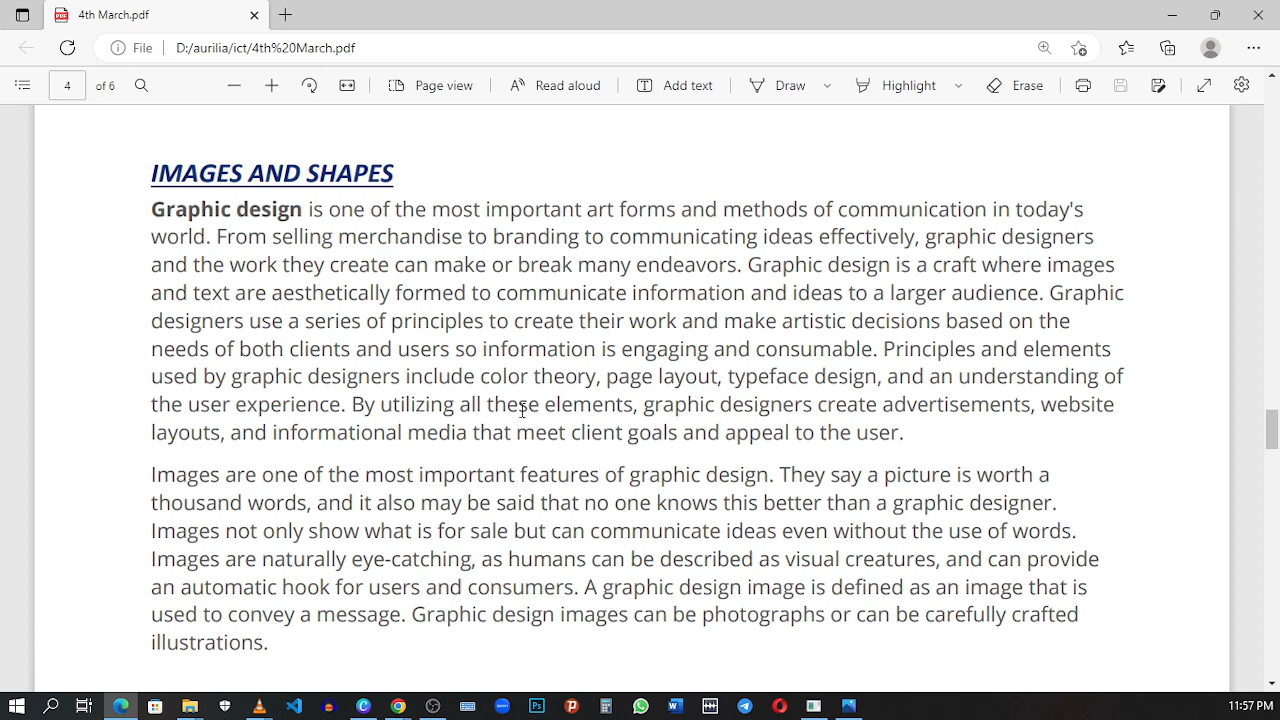 4th March.pdf
File
D:/aurilia/ict/4th%20March.pdf
4
of 6
Page view
Read aloud
Add text
Draw
Highlight
Erase
IMAGES AND SHAPES
Graphic design is one of the most important art forms and methods of communication in today's
world. From selling merchandise to branding to communicating ideas effectively, graphic designers
and the work they create can make or break many endeavors. Graphic design is a craft where images
and text are aesthetically formed to communicate information and ideas to a larger audience. Graphic
designers use a series of principles to create their work and make artistic decisions based on the
needs of both clients and users so information is engaging and consumable. Principles and elements
used by graphic designers include color theory, page layout, typeface design, and an understanding of
the user experience. By utilizing all these elements, graphic designers create advertisements, website
layouts, and informational media that meet client goals and appeal to the user.
Images are one of the most important features of graphic design. They say a picture is worth a
thousand words, and it also may be said that no one knows this better than a graphic designer.
Images not only show what is for sale but can communicate ideas even without the use of words.
Images are naturally eye-catching, as humans can be described as visual creatures, and can provide
an automatic hook for users and consumers. A graphic design image is defined as an image that is
used to convey a message. Graphic design images can be photographs or can be carefully crafted
illustrations.
11:57 PM